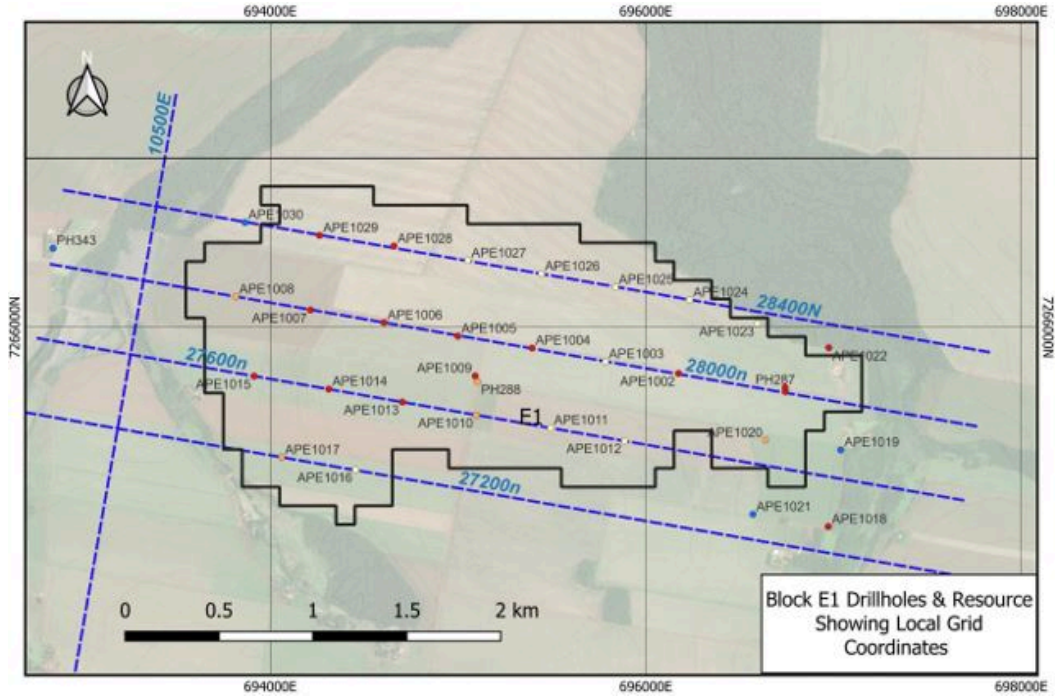 694000E
696000E
698000E
N
10500E
PH343
APE1030
APE1029
APE1028
APE1027
APE1026
APE1025
APE1024
28400N
APE1023
APE1022
APE1008
APE1007
APE1006
APE1005
APE1004
APE1003
APE1002
28000n
PH287
7266000N
7266000N
27600n
APE1015
APE1014
APE1013
APE1009
PH288
APE1010
E1
APE1011
APE1012
APE1020
APE1019
APE1017
APE1016
27200n
APE1021
APE1018
0
0.5
1
1.5
2 km
Block E1 Drillholes & Resource
Showing Local Grid
Coordinates
694000E
696000E
698000E